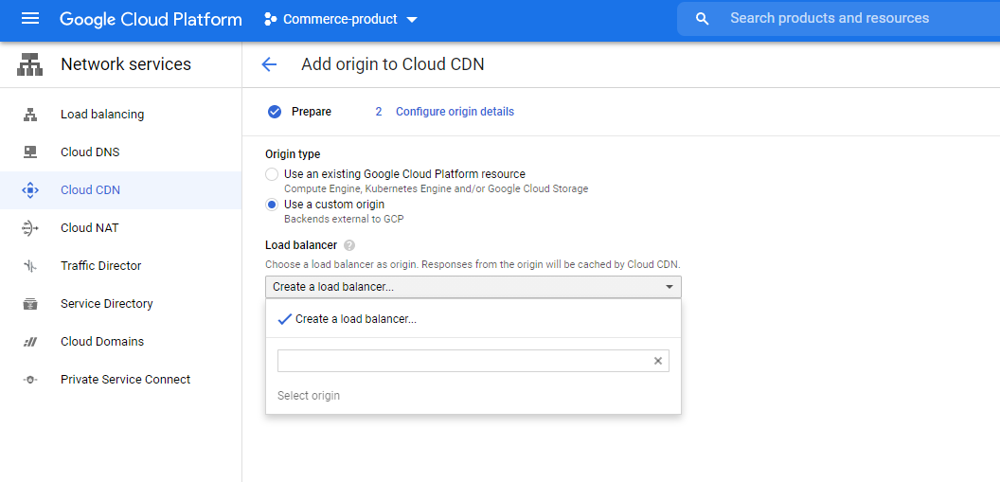 Google Cloud Platform
Commerce-product
Search products and resources
Network services
Add origin to Cloud CDN
Load balancing
Cloud DNS
Cloud CDN
Cloud NAT
Traffic Director
Service Directory
Cloud Domains
Private Service Connect
Prepare
2 Configure origin details
Origin type
Use an existing Google Cloud Platform resource
Compute Engine, Kubernetes Engine and/or Google Cloud Storage
Use a custom origin
Backends external to GCP
Load balancer ?
Choose a load balancer as origin. Responses from the origin will be cached by Cloud CDN.
Create a load balancer...
Create a load balancer...
Select origin